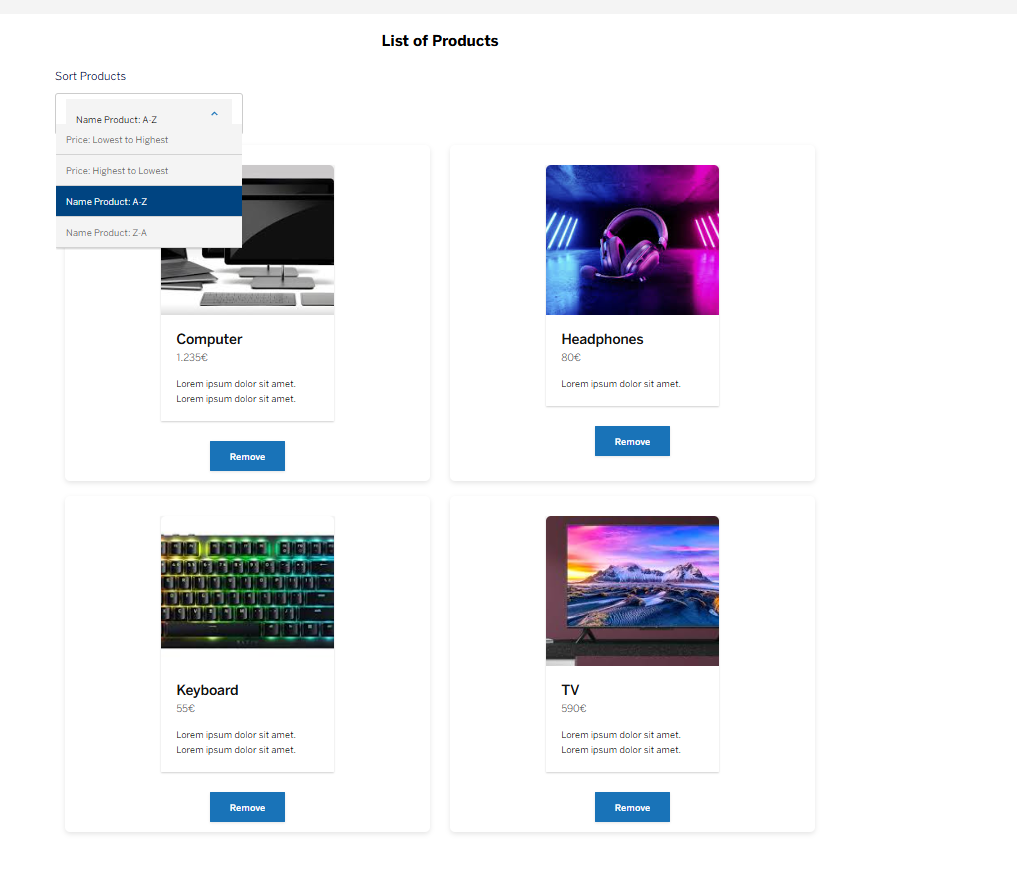 List of Products
Sort Products
Name Product: A-Z
Price: Lowest to Highest
Price: Highest to Lowest
Name Product: A-Z
Name Product: Z-A
Computer
1.235€
Lorem ipsum dolor sit amet.
Lorem ipsum dolor sit amet.
Remove
Headphones
80€
Lorem ipsum dolor sit amet.
Remove
Keyboard
55€
Lorem ipsum dolor sit amet.
Lorem ipsum dolor sit amet.
Remove
TV
590€
Lorem ipsum dolor sit amet.
Lorem ipsum dolor sit amet.
Remove